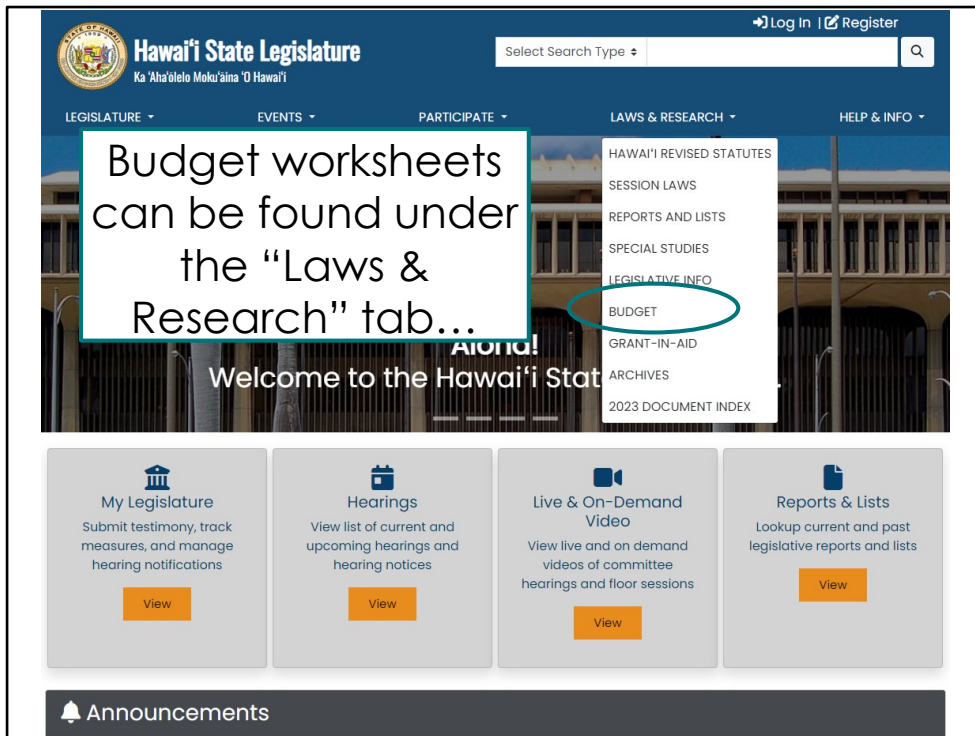 Log In | Register
Hawaiʻi State Legislature
Ka ʻAhaʻōlelo Mokuʻāina ʻO Hawaiʻi
Select Search Type
LEGISLATURE
EVENTS
PARTICIPATE
LAWS & RESEARCH
HELP & INFO
Budget worksheets
can be found under
the “Laws &
Research” tab…
HAWAIʻI REVISED STATUTES
SESSION LAWS
REPORTS AND LISTS
SPECIAL STUDIES
LEGISLATIVE INFO
BUDGET
GRANT-IN-AID
ARCHIVES
2023 DOCUMENT INDEX
Aloha!
Welcome to the Hawaiʻi Stat
My Legislature
Submit testimony, track
measures, and manage
hearing notifications
View
Hearings
View list of current and
upcoming hearings and
hearing notices
View
Live & On-Demand
Video
View live and on demand
videos of committee
hearings and floor sessions
View
Reports & Lists
Lookup current and past
legislative reports and lists
View
Announcements